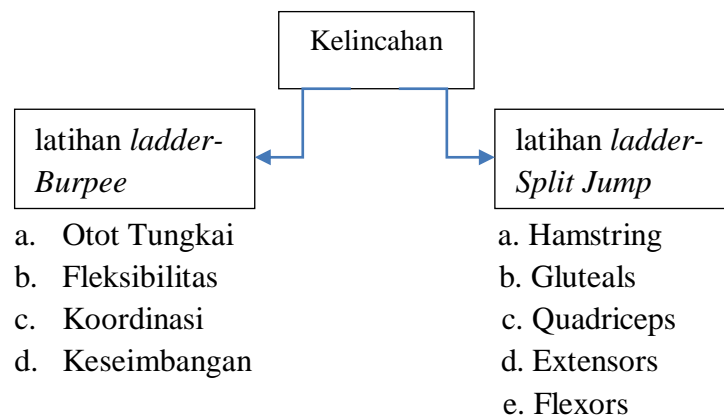 Kelincahan
latihan ladder-
Burpee
a. Otot Tungkai
b. Fleksibilitas
c. Koordinasi
d. Keseimbangan
latihan ladder-
Split Jump
a. Hamstring
b. Gluteals
c. Quadriceps
d. Extensors
e. Flexors